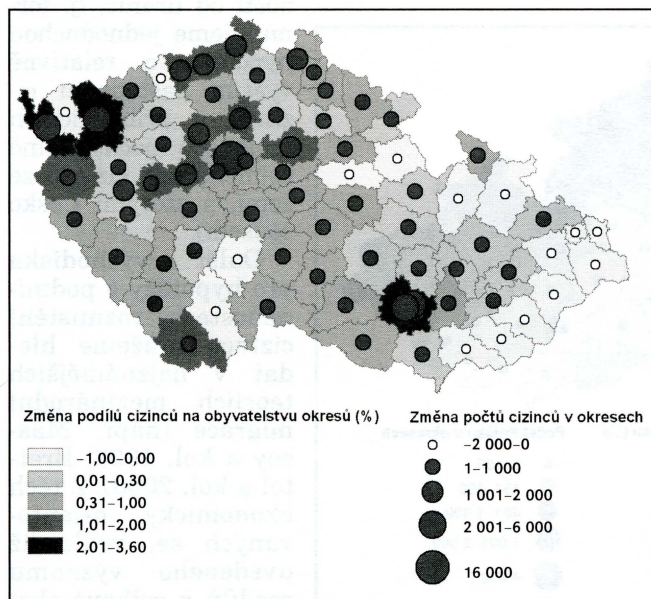 Změna podílů cizinců na obyvatelstvu okresů (%)
-1,00–0,00
0,01–0,30
0,31–1,00
1,01–2,00
2,01–3,60
Změna počtů cizinců v okresech
-2 000–0
1–1 000
1 001–2 000
2 001–6 000
16 000